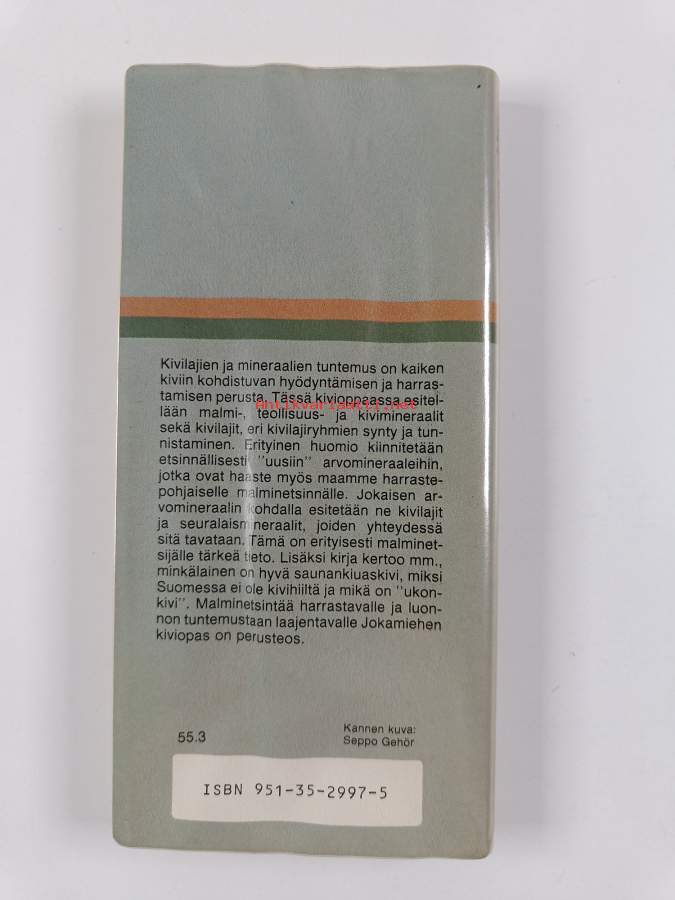 Kivilajien ja mineraalien tuntemus on kaiken
kiviin kohdistuvan hyödyntämisen ja harras-
tamisen perusta. Tässä kivioppaassa esitel-
Antikvariaatti.net
lään malmi-, teollisuus- ja kivimineraalit
sekä kivilajit, eri kivilajiryhmien synty ja tun-
nistaminen. Erityinen huomio kiinnitetään
etsinnällisesti "uusiin" arvomineraaleihin,
jotka ovat haaste myös maamme harraste-
pohjaiselle malminetsinnälle. Jokaisen ar-
vomineraalin kohdalla esitetään ne kivilajit
ja seuralaismineraalit, joiden yhteydessä
sitä tavataan. Tämä on erityisesti malminet-
sijälle tärkeä tieto. Lisäksi kirja kertoo mm.,
minkälainen on hyvä saunankiuaskivi, miksi
Suomessa ei ole kivihiiltä ja mikä on "ukon-
kivi". Malminetsintää harrastavalle ja luon-
non tuntemustaan laajentavalle Jokamiehen
kiviopas on perusteos.
55.3
Kannen kuva:
Seppo Gehör
ISBN 951-35-2997-5